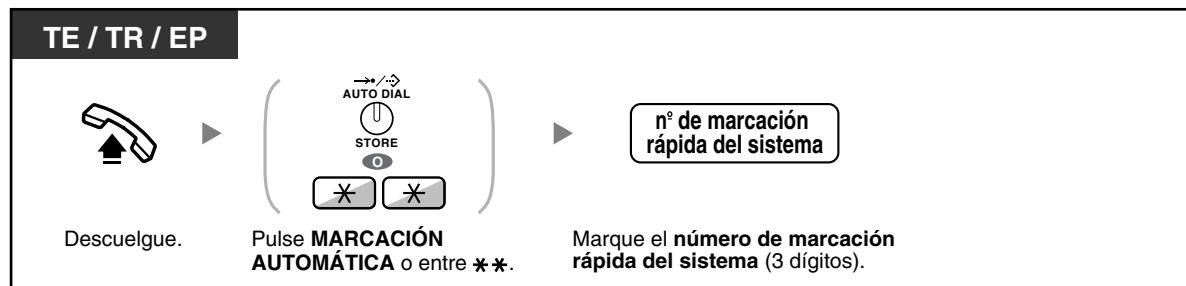 TE / TR / EP
AUTO DIAL
STORE
O
nº de marcación
rápida del sistema
Descuelgue.
Pulse MARCACIÓN
AUTOMÁTICA o entre **.
Marque el número de marcación
rápida del sistema (3 dígitos).